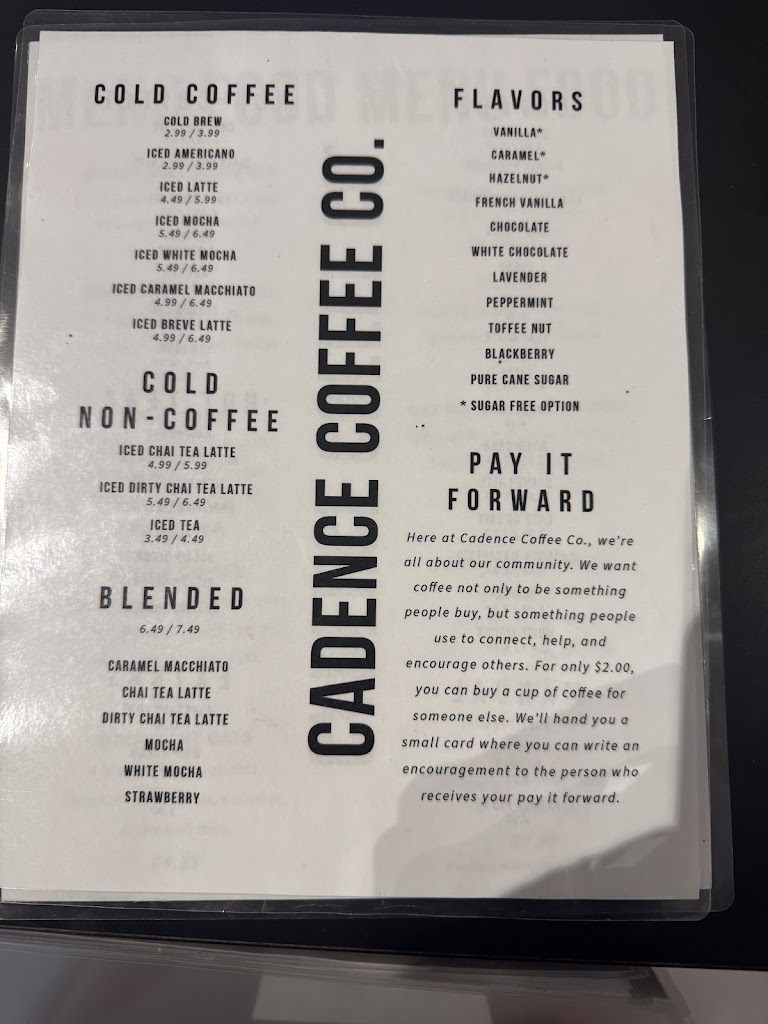 COLD COFFEE
COLD BREW
2.99 / 3.99
ICED AMERICANO
2.99 / 3.99
ICED LATTE
4.49 / 5.99
ICED MOCHA
5.49 / 6.49
ICED WHITE MOCHA
5.49 / 6.49
ICED CARAMEL MACCHIATO
4.99 / 6.49
ICED BREVE LATTE
4.99 / 6.49
COLD
NON-COFFEE
ICED CHAI TEA LATTE
4.99 / 5.99
ICED DIRTY CHAI TEA LATTE
5.49 / 6.49
ICED TEA
3.49 / 4.49
BLENDED
6.49 / 7.49
CARAMEL MACCHIATO
CHAI TEA LATTE
DIRTY CHAI TEA LATTE
MOCHA
WHITE MOCHA
STRAWBERRY
CADENCE COFFEE CO.
FLAVORS
VANILLA*
CARAMEL*
HAZELNUT*
FRENCH VANILLA
CHOCOLATE
WHITE CHOCOLATE
LAVENDER
PEPPERMINT
TOFFEE NUT
BLACKBERRY
PURE CANE SUGAR
* SUGAR FREE OPTION
PAY IT
FORWARD
Here at Cadence Coffee Co., we're
all about our community. We want
coffee not only to be something
people buy, but something people
use to connect, help, and
encourage others. For only $2.00,
you can buy a cup of coffee for
someone else. We'll hand you a
small card where you can write an
encouragement to the person who
receives your pay it forward.